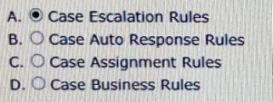 A. Case Escalation Rules
B. Case Auto Response Rules
C. Case Assignment Rules
D. Case Business Rules